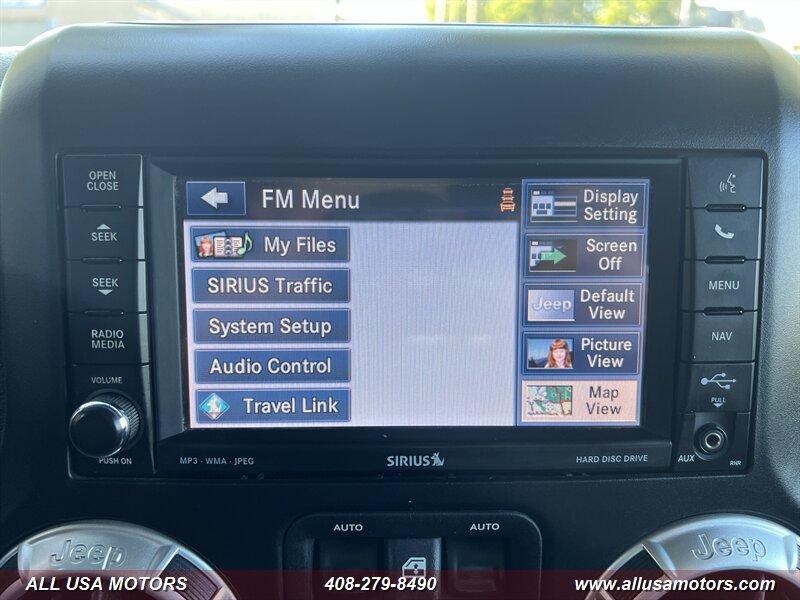 OPEN
CLOSE
SEEK
SEEK
RADIO
MEDIA
VOLUME
PUSH ON
FM Menu
My Files
SIRIUS Traffic
System Setup
Audio Control
Travel Link
Display
Setting
Screen
Off
Jeep
Default
View
Picture
View
Map
View
MENU
NAV
PULL
AUX
RHR
MP3 · WMA · JPEG
SIRIUS
HARD DISC DRIVE
AUTO
AUTO
Jeep
Jeep
ALL USA MOTORS
408-279-8490
www.allusamotors.com